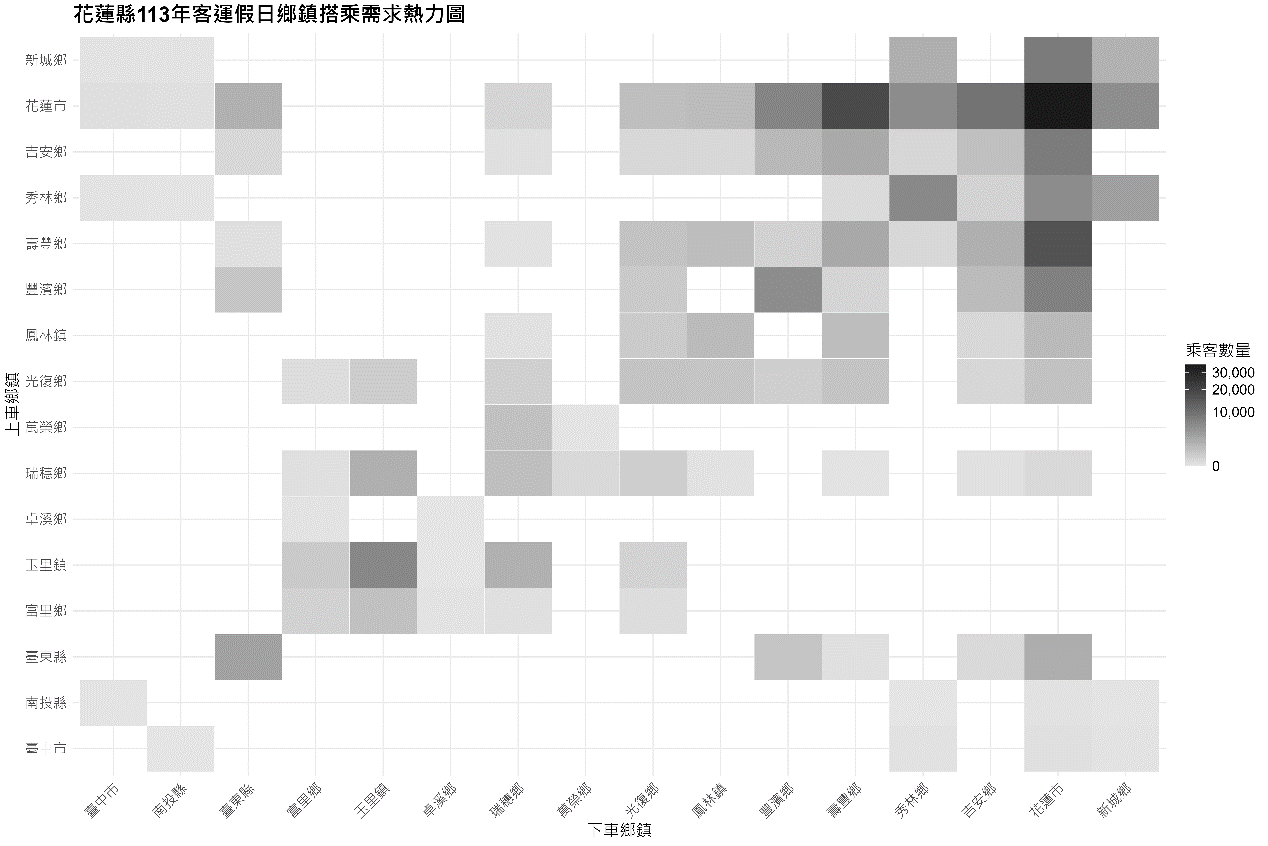 花蓮縣113年客運假日鄉鎮搭乘需求熱力圖
上車鄉鎮
新城鄉
花蓮市
吉安鄉
秀林鄉
壽豐鄉
豐濱鄉
鳳林鎮
光復鄉
萬榮鄉
瑞穗鄉
卓溪鄉
玉里鎮
富里鄉
臺東縣
南投縣
臺中市
臺中市
南投縣
臺東縣
富里鄉
玉里鎮
卓溪鄉
瑞穗鄉
萬榮鄉
光復鄉
鳳林鎮
豐濱鄉
壽豐鄉
秀林鄉
吉安鄉
花蓮市
新城鄉
下車鄉鎮
乘客數量
30,000
20,000
10,000
0